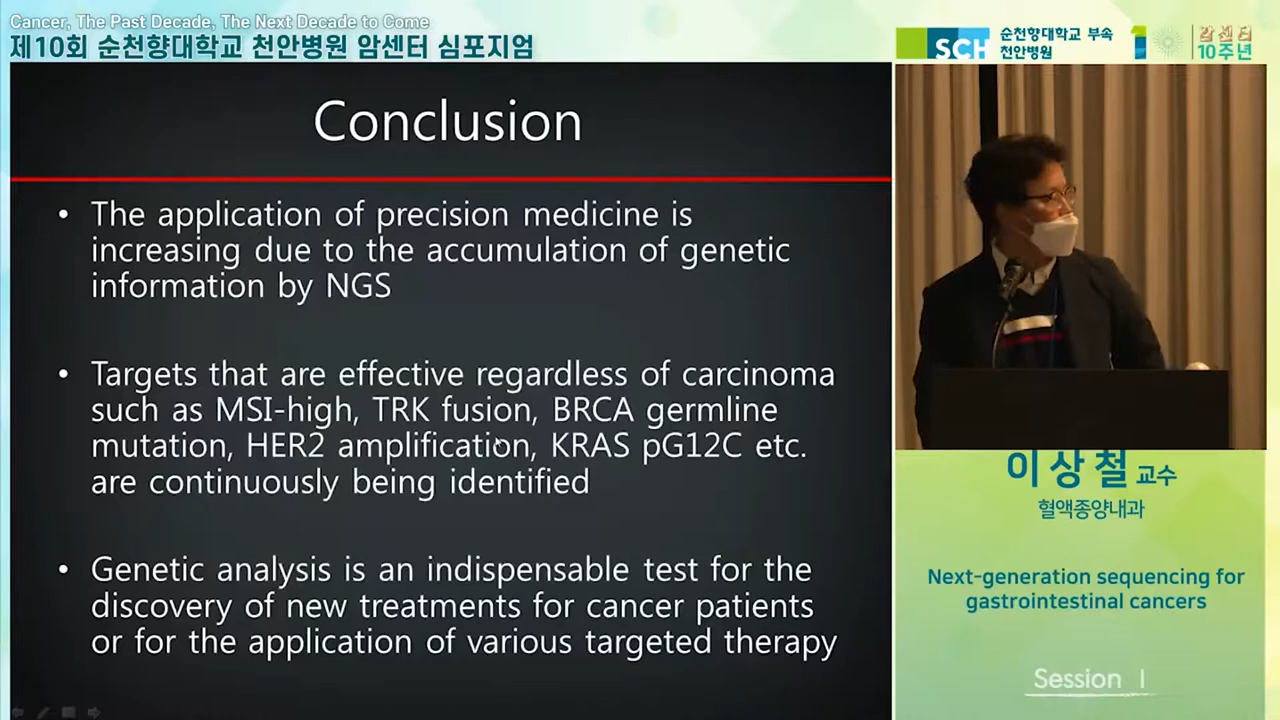 Cancer, The Past Decade, The Next Decade to Come
제10회 순천향대학교 천안병원 암센터 심포지엄
SCH
순천향대학교 부속
천안병원
1
암센터
10주년
Conclusion
• The application of precision medicine is
increasing due to the accumulation of genetic
information by NGS
• Targets that are effective regardless of carcinoma
such as MSI-high, TRK fusion, BRCA germline
mutation, HER2 amplification, KRAS pG12C etc.
are continuously being identified
• Genetic analysis is an indispensable test for the
discovery of new treatments for cancer patients
or for the application of various targeted therapy
이 상 철 교수
혈액종양내과
Next-generation sequencing for
gastrointestinal cancers
Session I